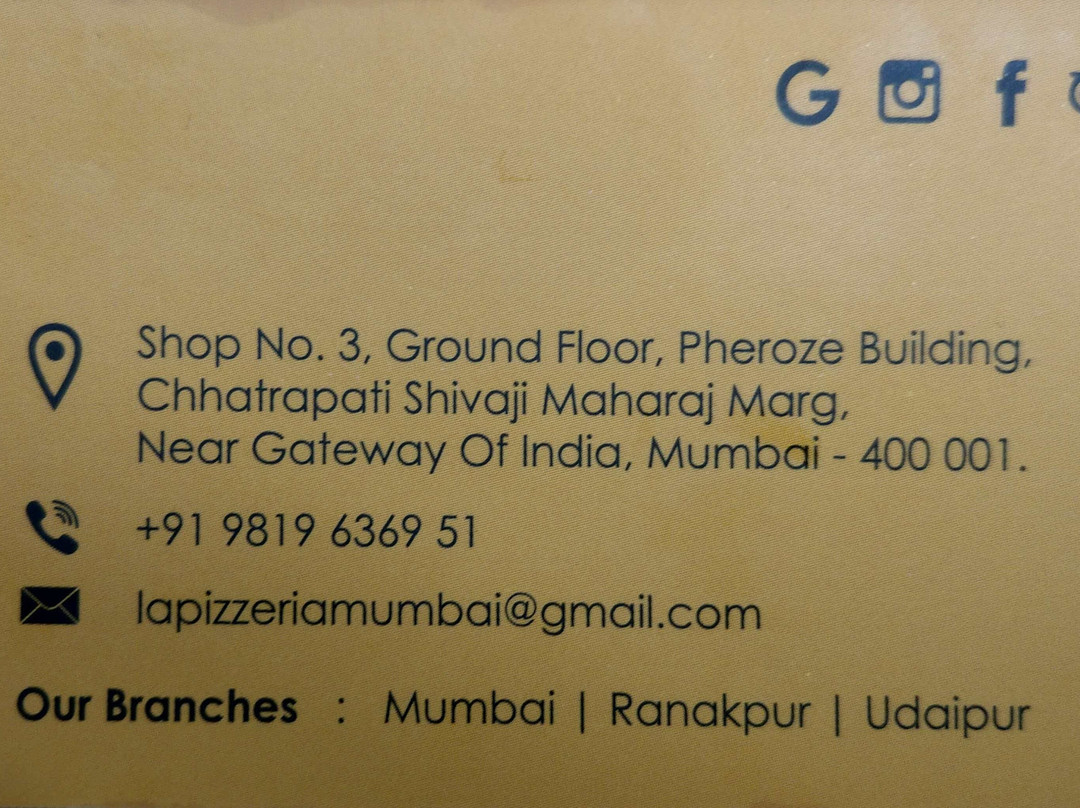 Shop No. 3, Ground Floor, Pheroze Building,
Chhatrapati Shivaji Maharaj Marg,
Near Gateway Of India, Mumbai - 400 001.
+91 9819 6369 51
lapizzeriamumbai@gmail.com
Our Branches : Mumbai | Ranakpur | Udaipur